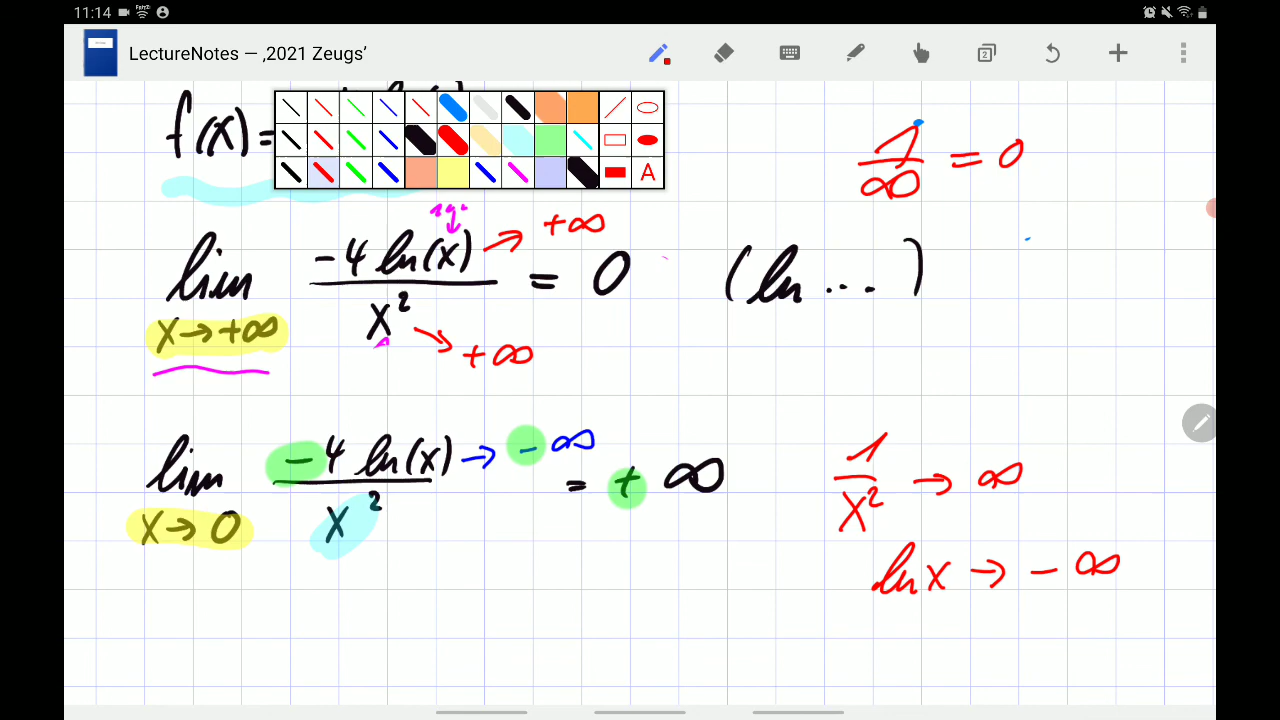 11:14
LectureNotes — ‚2021 Zeugs’
2
A
f(x)=
1/∞ = 0
lim x→+∞ -4 ln(x) / x² = 0 (ln ...)
→ +∞
→ +∞
lim x→0 -4 ln(x) / x² = + ∞
→ - ∞
1/x² → ∞
ln x → - ∞